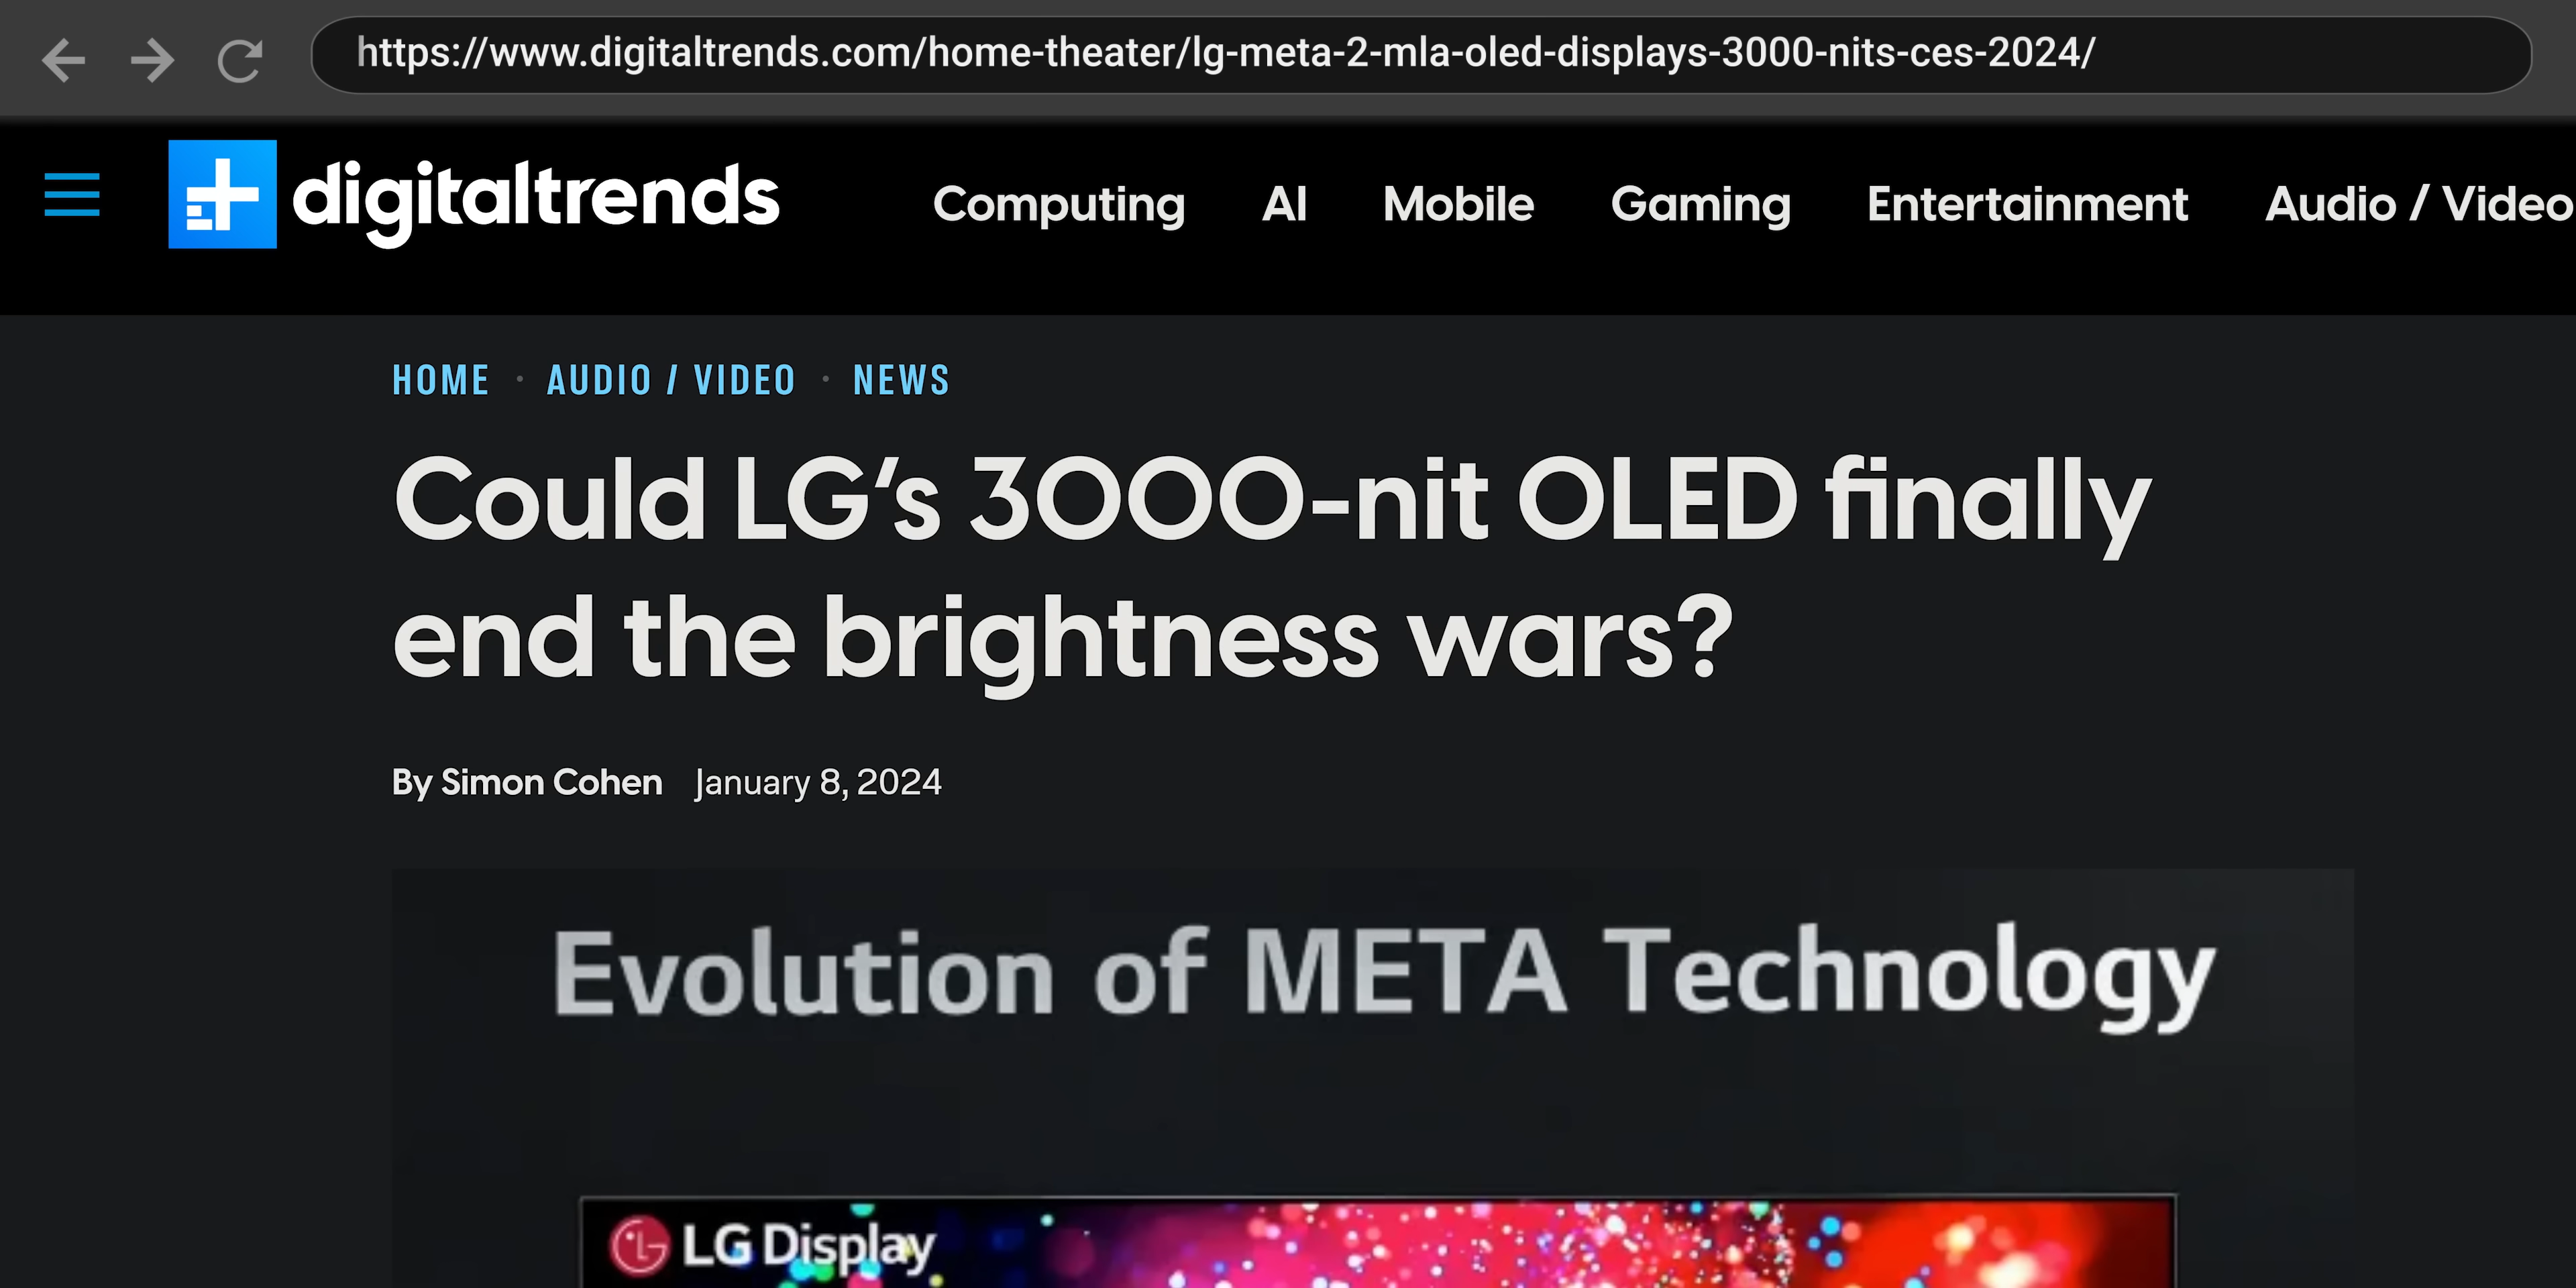 https://www.digitaltrends.com/home-theater/lg-meta-2-mla-oled-displays-3000-nits-ces-2024/
digitaltrends
Computing AI Mobile Gaming Entertainment Audio / Video
HOME · AUDIO / VIDEO · NEWS
Could LG’s 3000-nit OLED finally
end the brightness wars?
By Simon Cohen January 8, 2024
Evolution of META Technology
LG Display